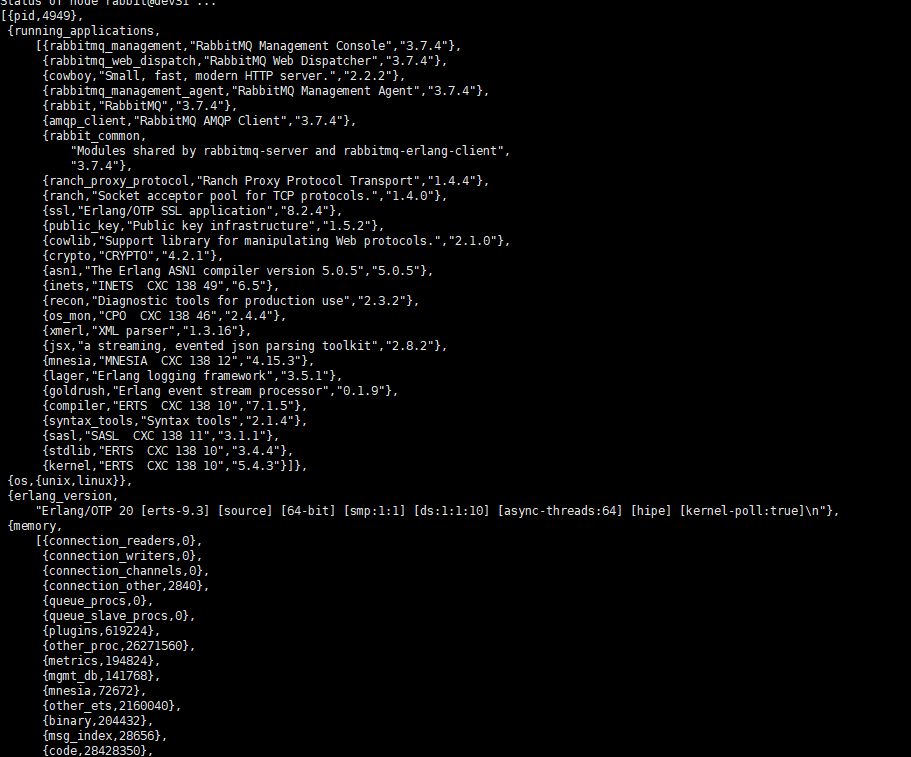 Status of node rabbit@dev51 ...
[{pid,4949},
 {running_applications,
     [{rabbitmq_management,"RabbitMQ Management Console","3.7.4"},
      {rabbitmq_web_dispatch,"RabbitMQ Web Dispatcher","3.7.4"},
      {cowboy,"Small, fast, modern HTTP server.","2.2.2"},
      {rabbitmq_management_agent,"RabbitMQ Management Agent","3.7.4"},
      {rabbit,"RabbitMQ","3.7.4"},
      {amqp_client,"RabbitMQ AMQP Client","3.7.4"},
      {rabbit_common,
          "Modules shared by rabbitmq-server and rabbitmq-erlang-client",
          "3.7.4"},
      {ranch_proxy_protocol,"Ranch Proxy Protocol Transport","1.4.4"},
      {ranch,"Socket acceptor pool for TCP protocols.","1.4.0"},
      {ssl,"Erlang/OTP SSL application","8.2.4"},
      {public_key,"Public key infrastructure","1.5.2"},
      {cowlib,"Support library for manipulating Web protocols.","2.1.0"},
      {crypto,"CRYPTO","4.2.1"},
      {asn1,"The Erlang ASN1 compiler version 5.0.5","5.0.5"},
      {inets,"INETS  CXC 138 49","6.5"},
      {recon,"Diagnostic tools for production use","2.3.2"},
      {os_mon,"CPO  CXC 138 46","2.4.4"},
      {xmerl,"XML parser","1.3.16"},
      {jsx,"a streaming, evented json parsing toolkit","2.8.2"},
      {mnesia,"MNESIA  CXC 138 12","4.15.3"},
      {lager,"Erlang logging framework","3.5.1"},
      {goldrush,"Erlang event stream processor","0.1.9"},
      {compiler,"ERTS  CXC 138 10","7.1.5"},
      {syntax_tools,"Syntax tools","2.1.4"},
      {sasl,"SASL  CXC 138 11","3.1.1"},
      {stdlib,"ERTS  CXC 138 10","3.4.4"},
      {kernel,"ERTS  CXC 138 10","5.4.3"}]},
 {os,{unix,linux}},
 {erlang_version,
     "Erlang/OTP 20 [erts-9.3] [source] [64-bit] [smp:1:1] [ds:1:1:10] [async-threads:64] [hipe] [kernel-poll:true]\n"},
 {memory,
     [{connection_readers,0},
      {connection_writers,0},
      {connection_channels,0},
      {connection_other,2840},
      {queue_procs,0},
      {queue_slave_procs,0},
      {plugins,619224},
      {other_proc,26271560},
      {metrics,194824},
      {mgmt_db,141768},
      {mnesia,72672},
      {other_ets,2160040},
      {binary,204432},
      {msg_index,28656},
      {code,28428350},